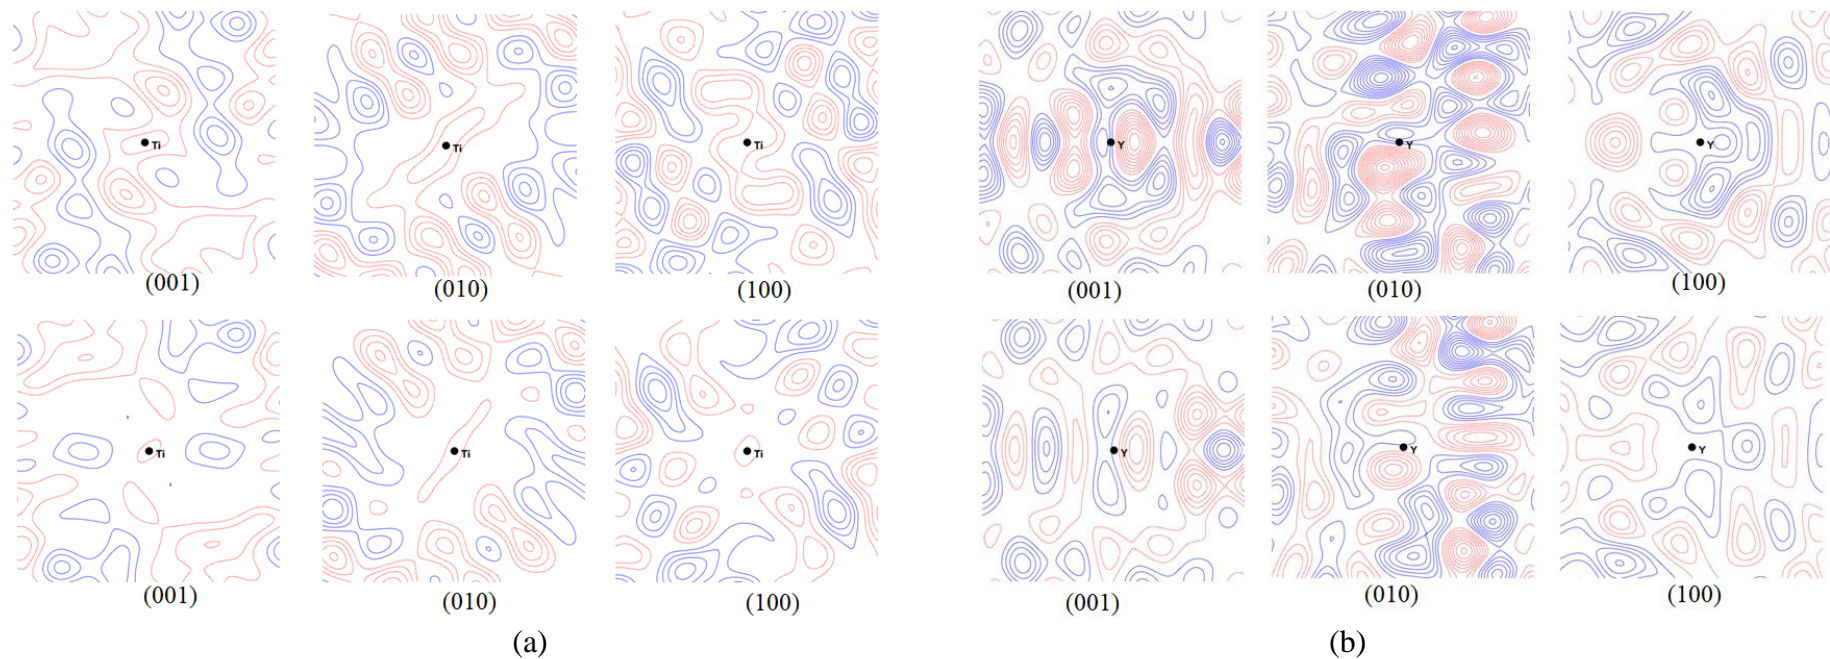 Ti Ti Ti Y Y Y
(001) (010) (100) (001) (010) (100)
Ti Ti Ti Y Y Y
(001) (010) (100) (001) (010) (100)
(a) (b)